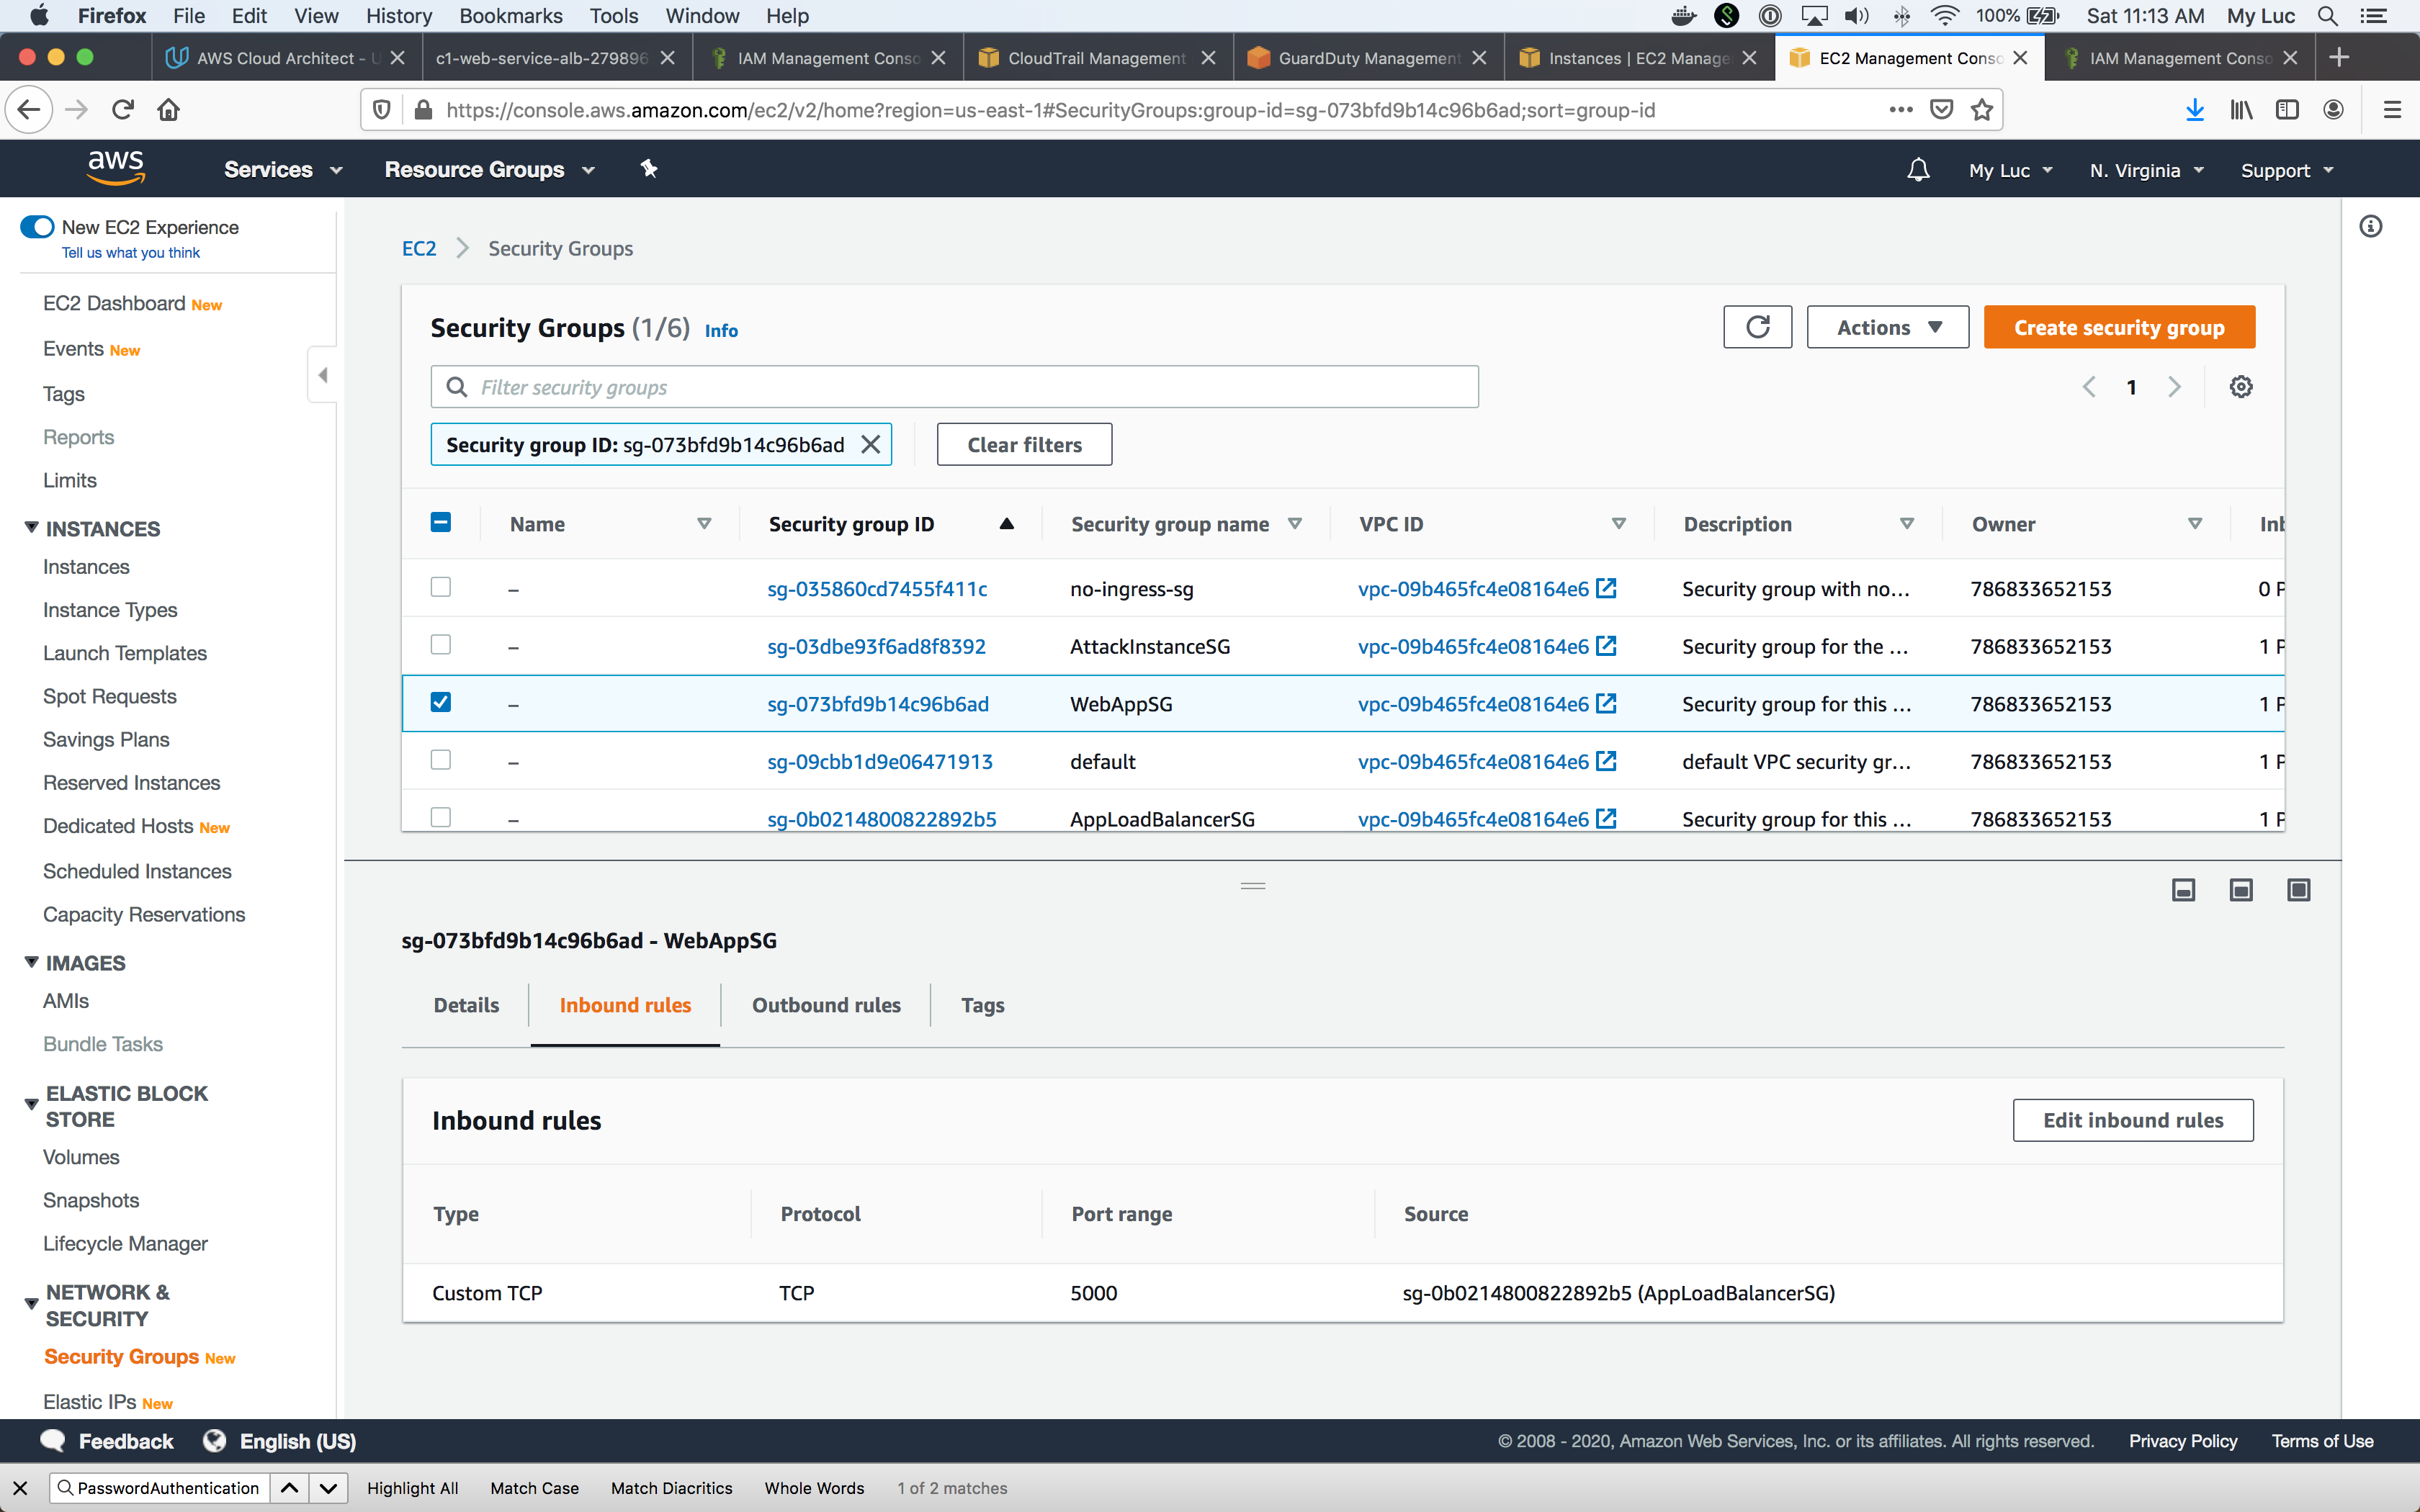 Firefox File Edit View History Bookmarks Tools Window Help 100% Sat 11:13 AM My Luc
AWS Cloud Architect - c1-web-service-alb-279896 IAM Management Conso CloudTrail Management GuardDuty Management Instances | EC2 Manage EC2 Management Conso IAM Management Conso
https://console.aws.amazon.com/ec2/v2/home?region=us-east-1#SecurityGroups:group-id=sg-073bfd9b14c96b6ad;sort=group-id
aws Services Resource Groups My Luc N. Virginia Support
New EC2 Experience
Tell us what you think
EC2 Dashboard New
Events New
Tags
Reports
Limits
INSTANCES
Instances
Instance Types
Launch Templates
Spot Requests
Savings Plans
Reserved Instances
Dedicated Hosts New
Scheduled Instances
Capacity Reservations
IMAGES
AMIs
Bundle Tasks
ELASTIC BLOCK
STORE
Volumes
Snapshots
Lifecycle Manager
NETWORK &
SECURITY
Security Groups New
Elastic IPs New
EC2 > Security Groups
Security Groups (1/6) Info Actions Create security group
Filter security groups 1
Security group ID: sg-073bfd9b14c96b6ad Clear filters
Name Security group ID Security group name VPC ID Description Owner Inb
– sg-035860cd7455f411c no-ingress-sg vpc-09b465fc4e08164e6 Security group with no... 786833652153 0 P
– sg-03dbe93f6ad8f8392 AttackInstanceSG vpc-09b465fc4e08164e6 Security group for the ... 786833652153 1 P
– sg-073bfd9b14c96b6ad WebAppSG vpc-09b465fc4e08164e6 Security group for this ... 786833652153 1 P
– sg-09cbb1d9e06471913 default vpc-09b465fc4e08164e6 default VPC security gr... 786833652153 1 P
– sg-0b0214800822892b5 AppLoadBalancerSG vpc-09b465fc4e08164e6 Security group for this ... 786833652153 1 P
sg-073bfd9b14c96b6ad - WebAppSG
Details Inbound rules Outbound rules Tags
Inbound rules Edit inbound rules
Type Protocol Port range Source
Custom TCP TCP 5000 sg-0b0214800822892b5 (AppLoadBalancerSG)
Feedback English (US) © 2008 - 2020, Amazon Web Services, Inc. or its affiliates. All rights reserved. Privacy Policy Terms of Use
PasswordAuthentication Highlight All Match Case Match Diacritics Whole Words 1 of 2 matches